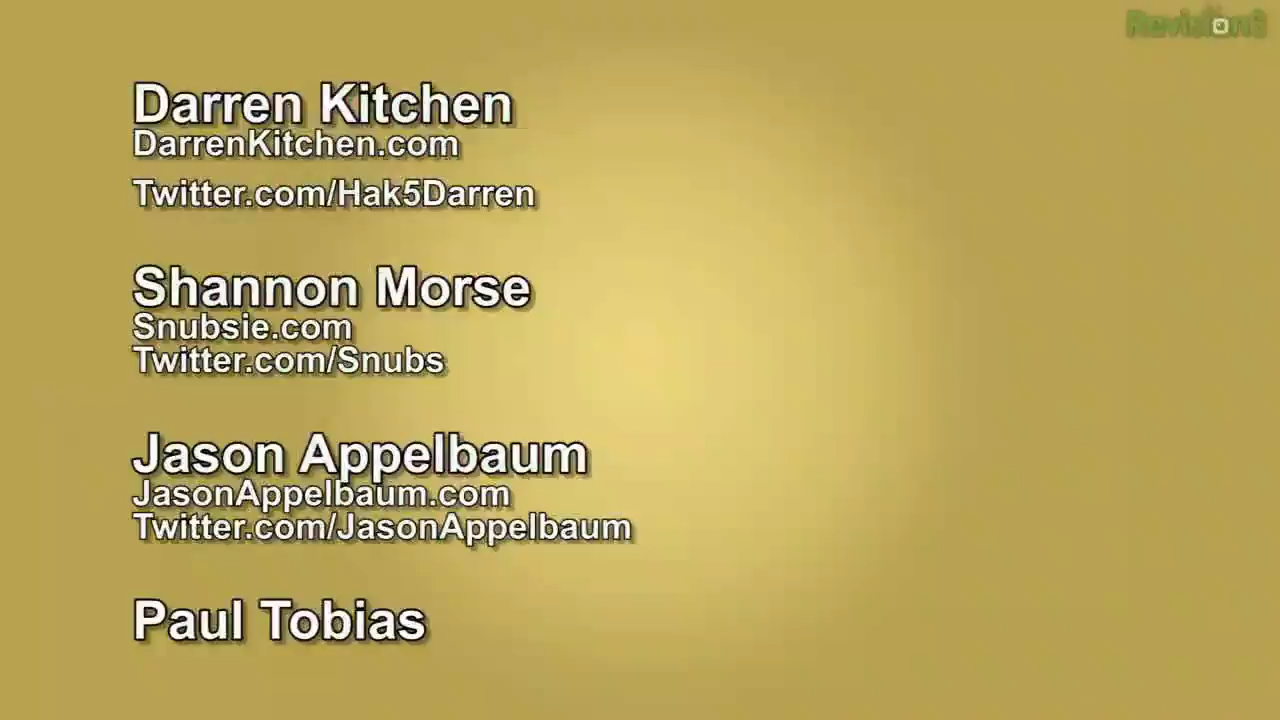 Revision3
Darren Kitchen
DarrenKitchen.com
Twitter.com/Hak5Darren
Shannon Morse
Snubsie.com
Twitter.com/Snubs
Jason Appelbaum
JasonAppelbaum.com
Twitter.com/JasonAppelbaum
Paul Tobias